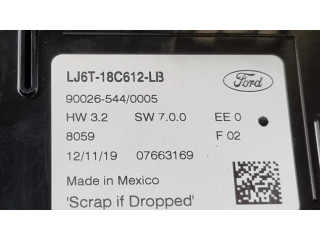 LJ6T-18C612-LB
Ford
90026-544/0005
HW 3.2 SW 7.0.0 EE 0
8059 F 02
12/11/19 07663169
Made in Mexico
'Scrap if Dropped'